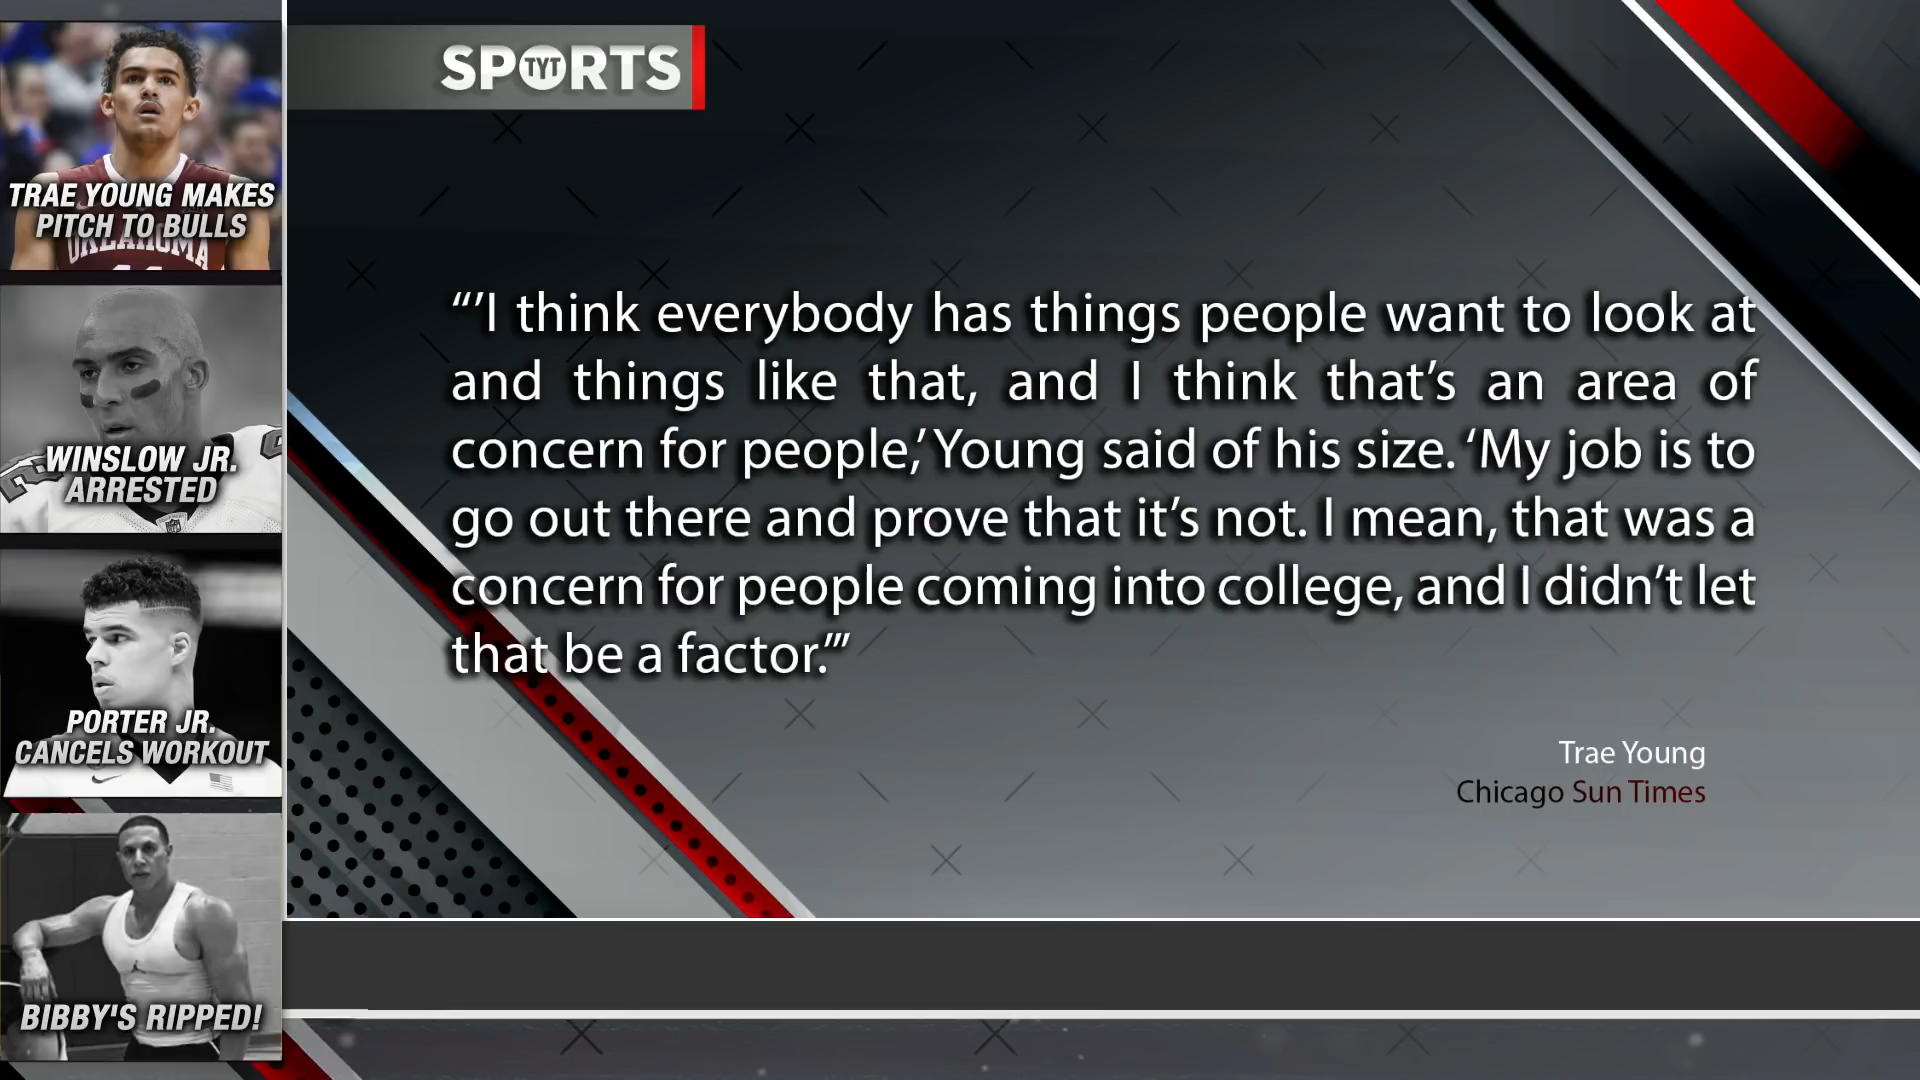 SPORTS
TYT
TRAE YOUNG MAKES
PITCH TO BULLS
OKLAHOMA
WINSLOW JR.
ARRESTED
NFL
PORTER JR.
CANCELS WORKOUT
BIBBY'S RIPPED!
“’I think everybody has things people want to look at
and things like that, and I think that’s an area of
concern for people,’ Young said of his size. ‘My job is to
go out there and prove that it’s not. I mean, that was a
concern for people coming into college, and I didn’t let
that be a factor.’”
Trae Young
Chicago Sun Times